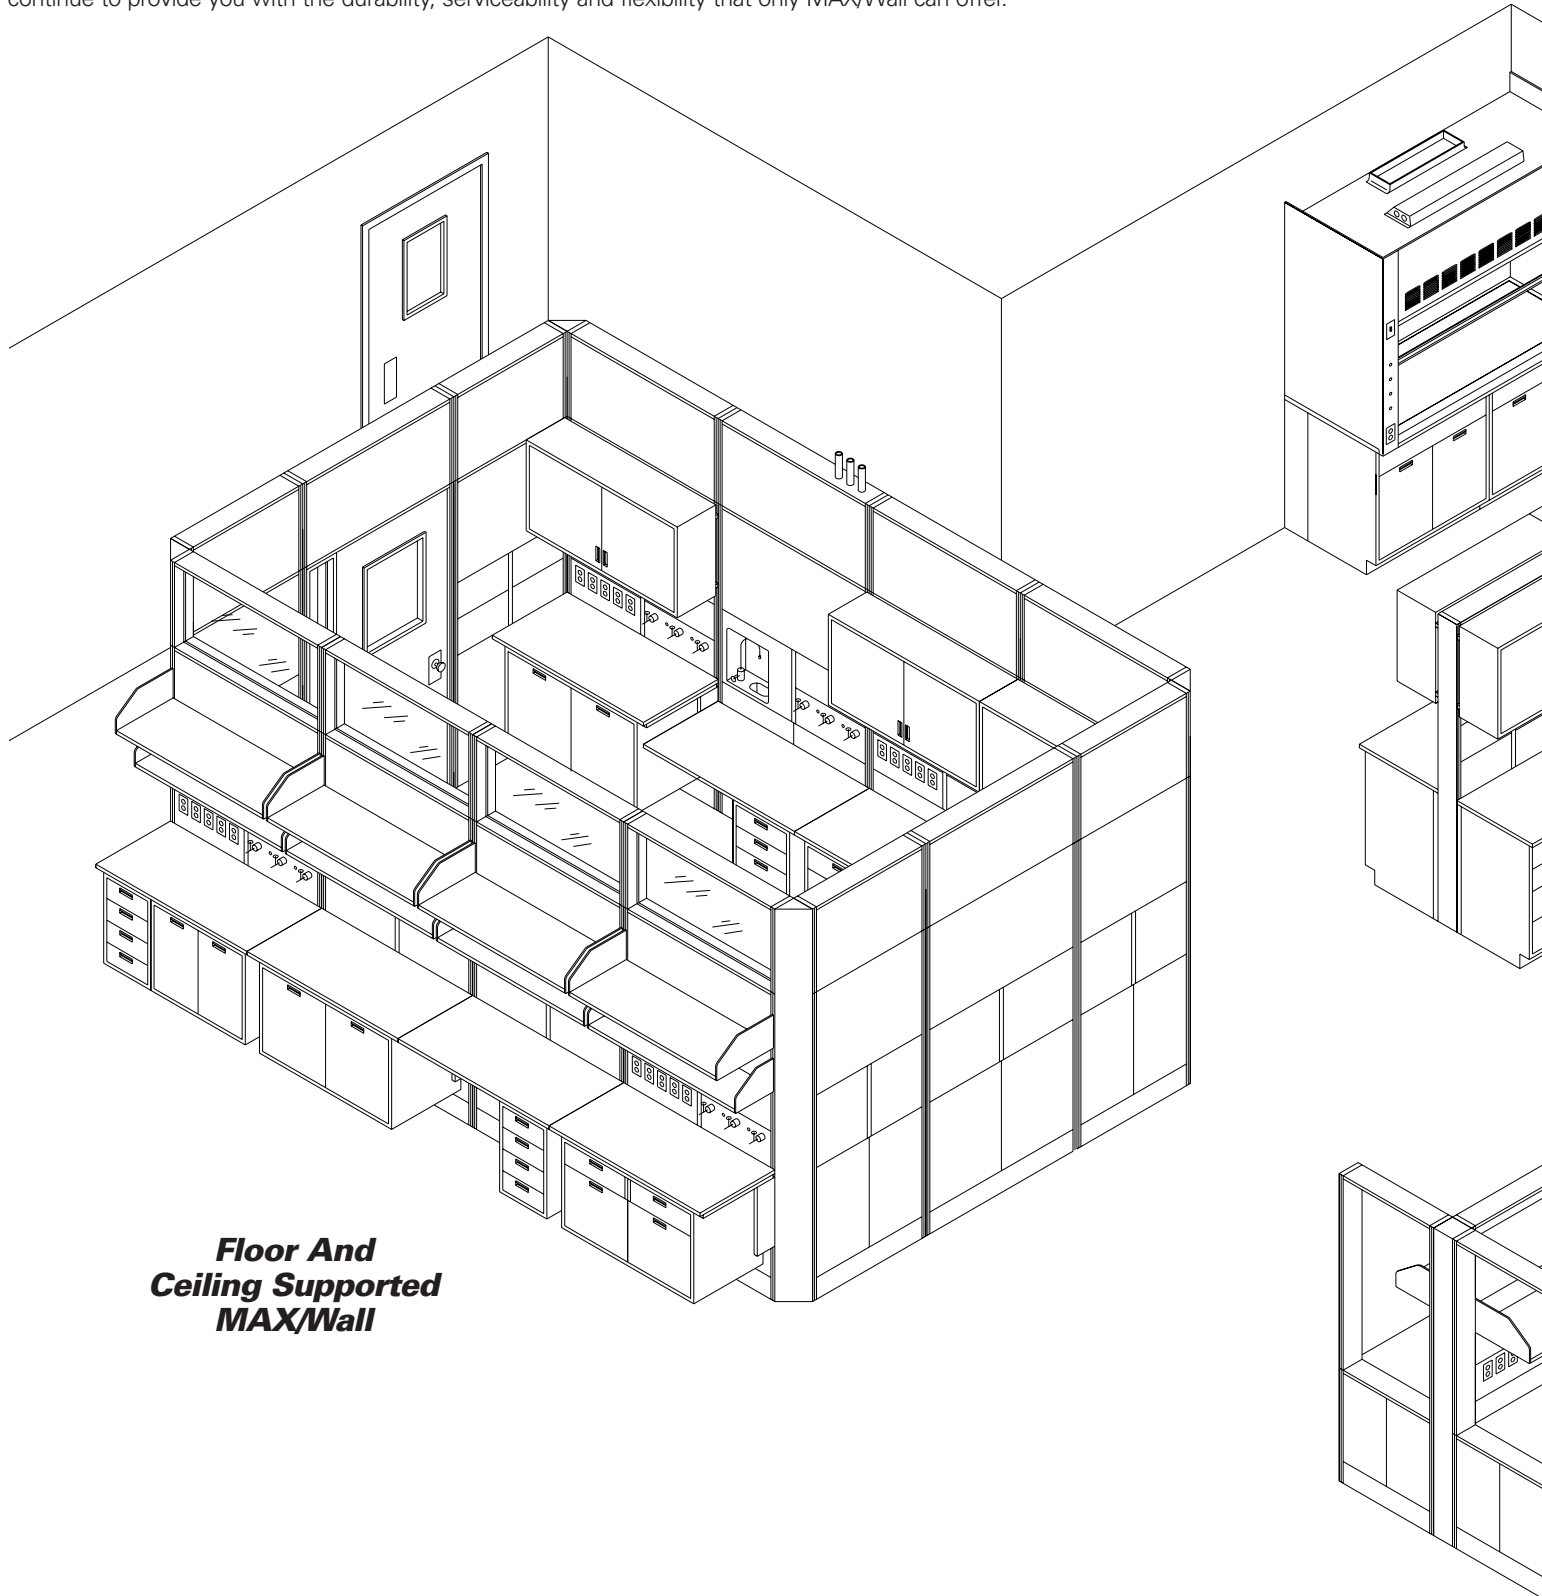 continue to provide you with the durability, serviceability and flexibility that only MAX/Wall can offer.
Floor And
Ceiling Supported
MAX/Wall